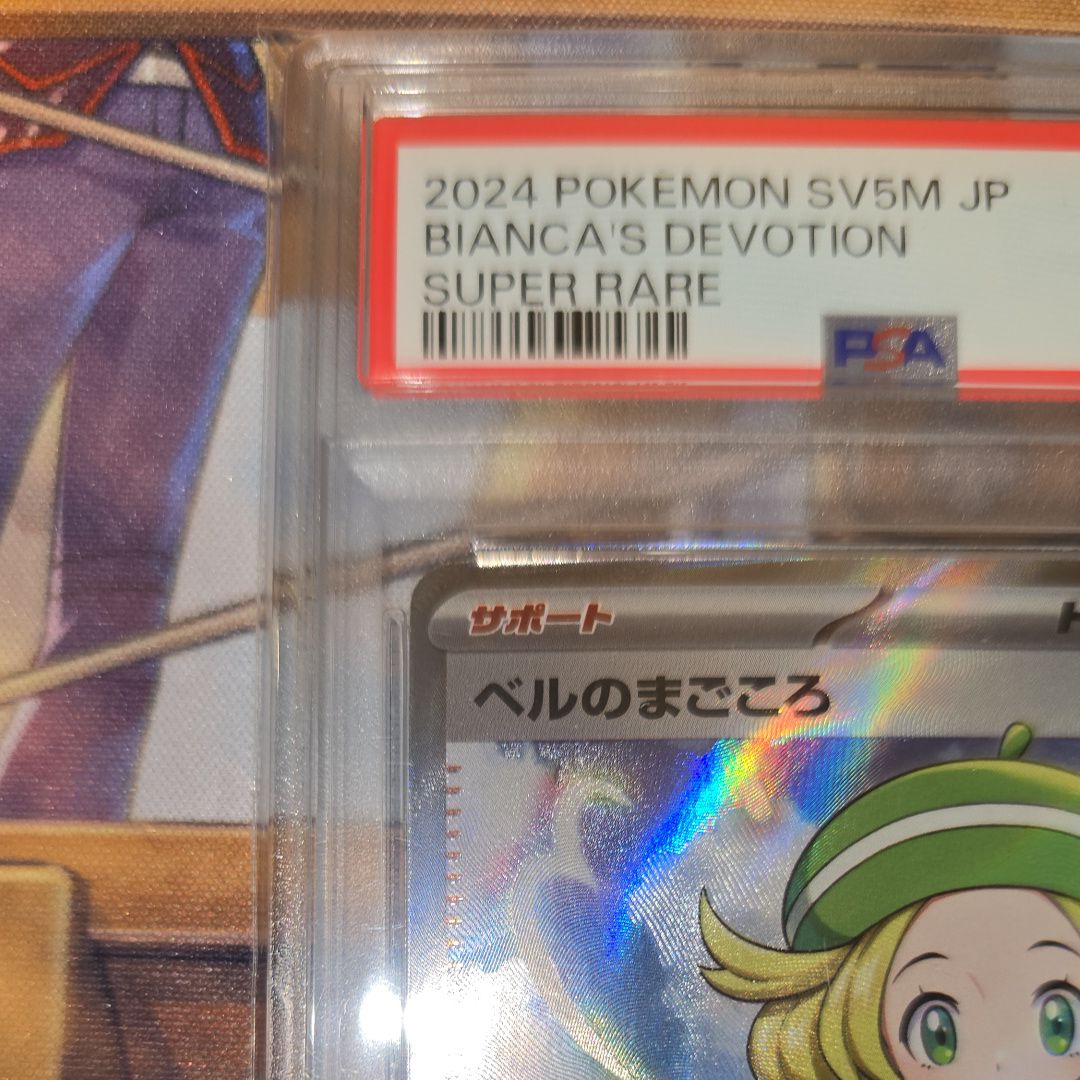 2024 POKEMON SV5M JP
BIANCA'S DEVOTION
SUPER RARE
PSA
サポート
ベルのまごころ